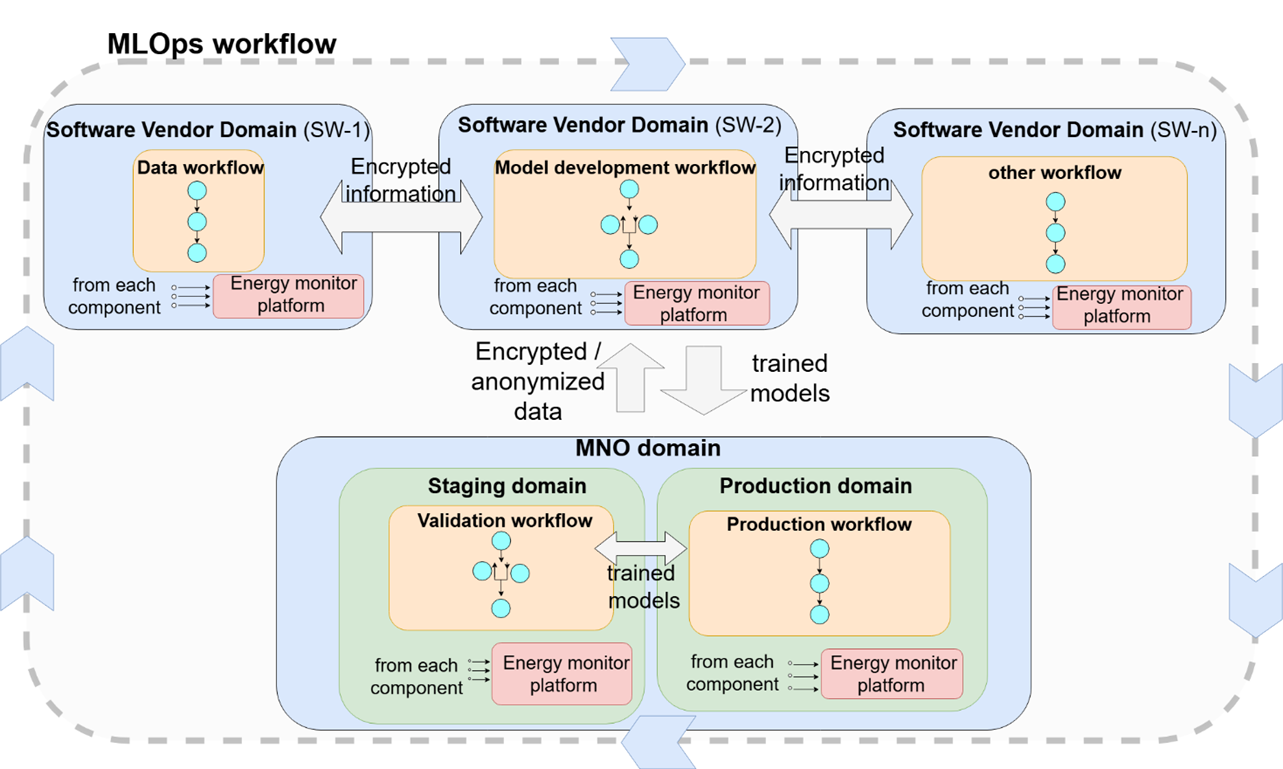 MLOps workflow
Software Vendor Domain (SW-1)
Data workflow
from each
component
Energy monitor
platform
Encrypted
information
Software Vendor Domain (SW-2)
Model development workflow
from each
component
Energy monitor
platform
Encrypted
information
Software Vendor Domain (SW-n)
other workflow
from each
component
Energy monitor
platform
Encrypted /
anonymized
data
trained
models
MNO domain
Staging domain
Validation workflow
from each
component
Energy monitor
platform
trained
models
Production domain
Production workflow
from each
component
Energy monitor
platform